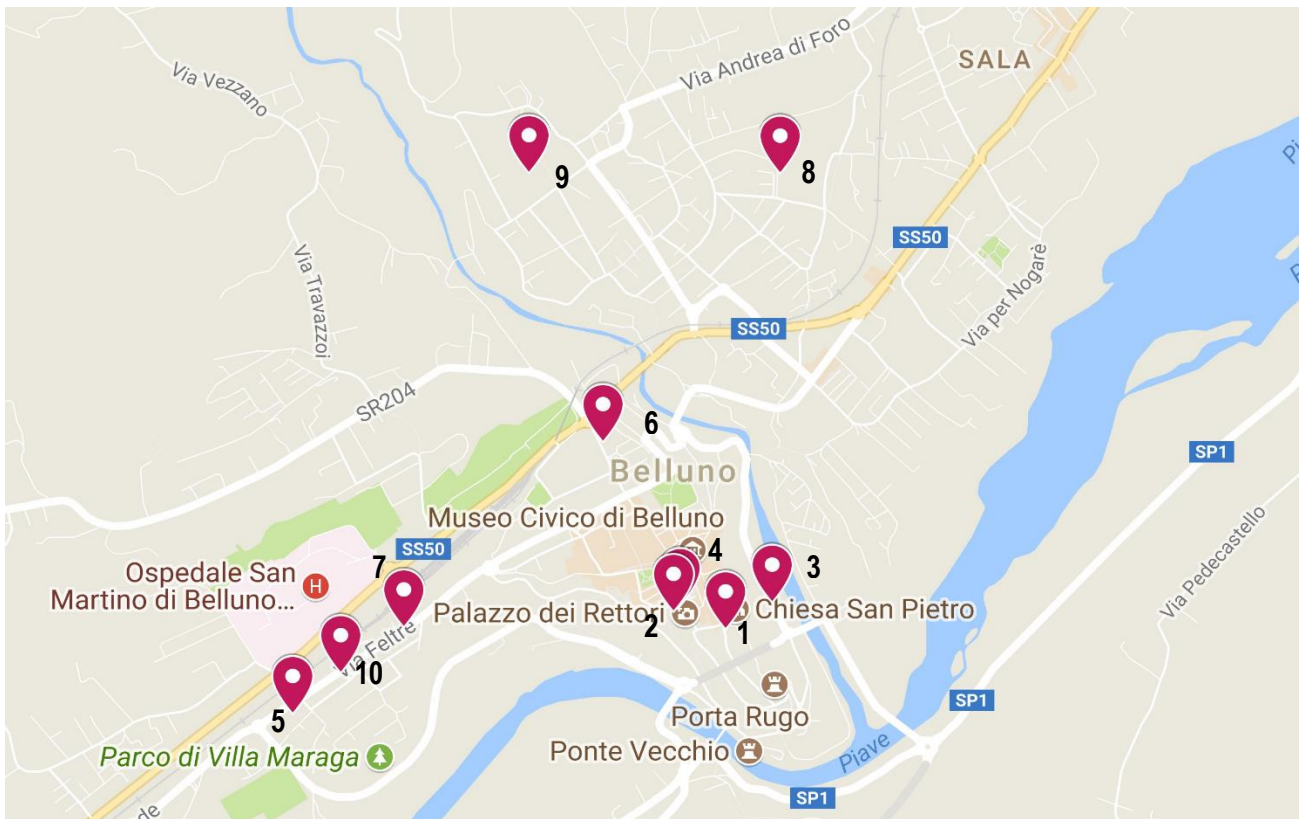 Via Andrea di Foro
SALA
Via Vezzano
9
8
SS50
Via Travazzoi
Via per Nogarè
SS50
SR204
6
SP1
Belluno
Museo Civico di Belluno
Via Pedecastello
SS50
4
3
7
Ospedale San
Martino di Belluno...
H
Palazzo dei Rettori
2
1
Chiesa San Pietro
Via Feltre
10
5
Porta Rugo
SP1
Parco di Villa Maraga
Ponte Vecchio
Piave
SP1